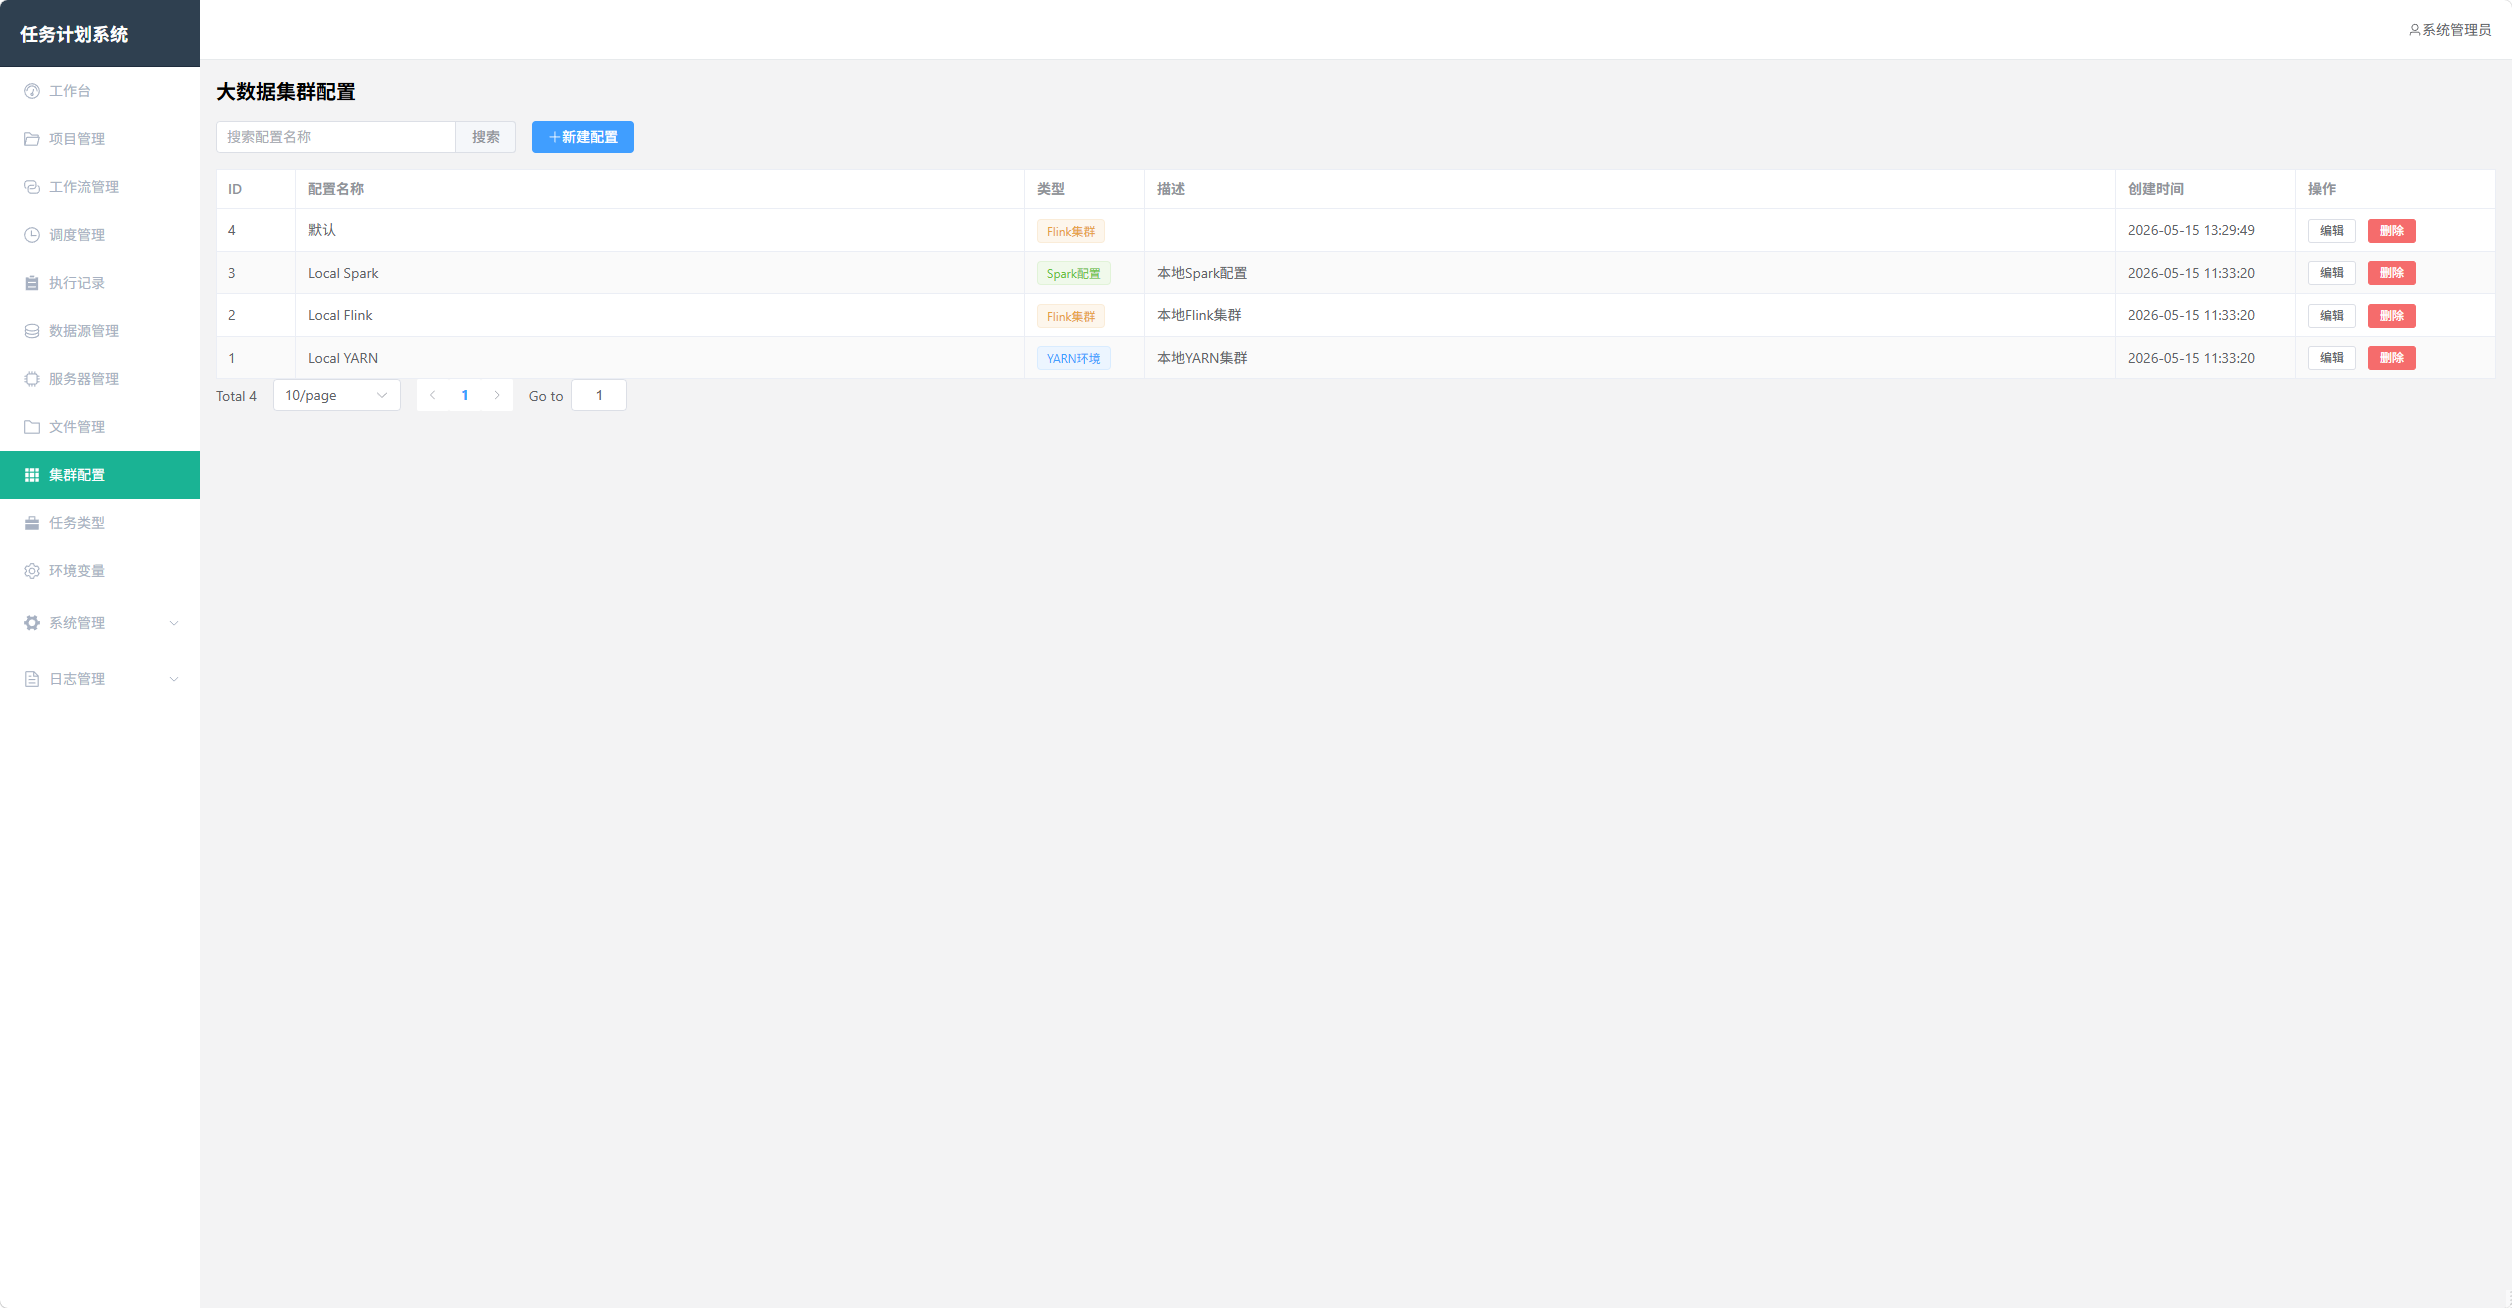 任务计划系统
系统管理员
工作台
项目管理
工作流管理
调度管理
执行记录
数据源管理
服务器管理
文件管理
集群配置
任务类型
环境变量
系统管理
日志管理
大数据集群配置
搜索配置名称 搜索 新建配置
ID 配置名称 类型 描述 创建时间 操作
4 默认 Flink集群 2026-05-15 13:29:49 编辑 删除
3 Local Spark Spark配置 本地Spark配置 2026-05-15 11:33:20 编辑 删除
2 Local Flink Flink集群 本地Flink集群 2026-05-15 11:33:20 编辑 删除
1 Local YARN YARN环境 本地YARN集群 2026-05-15 11:33:20 编辑 删除
Total 4 10/page 1 Go to 1